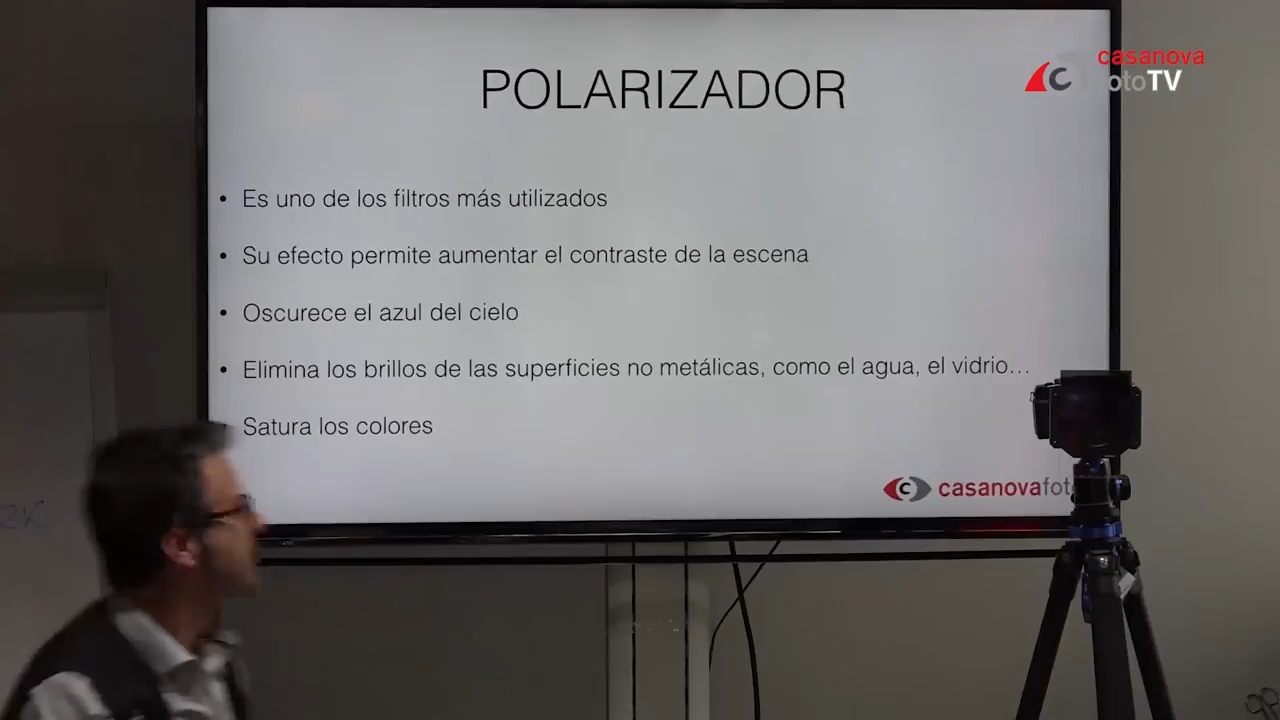 POLARIZADOR
casanova
fotoTV
• Es uno de los filtros más utilizados
• Su efecto permite aumentar el contraste de la escena
• Oscurece el azul del cielo
• Elimina los brillos de las superficies no metálicas, como el agua, el vidrio...
Satura los colores
casanovafoto